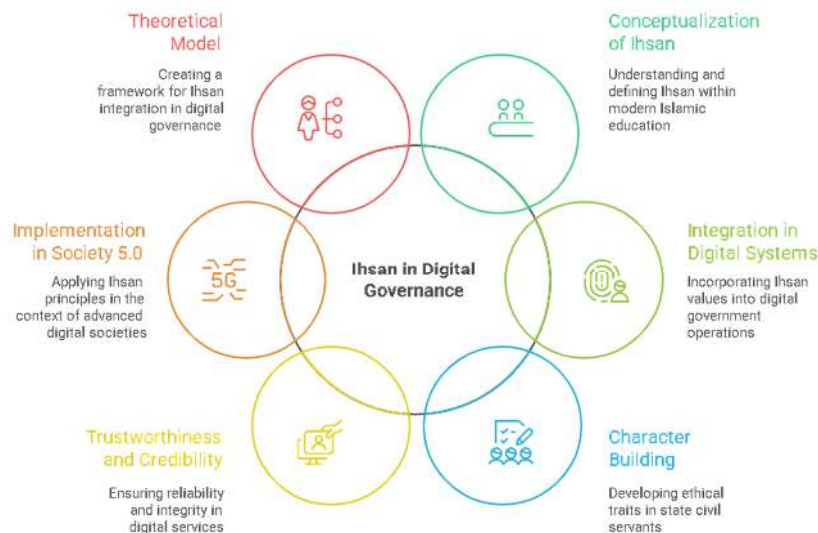 Theoretical
Model
Creating a
framework for Ihsan
integration in digital
governance
Conceptualization
of Ihsan
Understanding and
defining Ihsan within
modern Islamic
education
Implementation
in Society 5.0
Applying Ihsan
principles in the
context of advanced
digital societies
5G
Ihsan in Digital
Governance
Integration in
Digital Systems
Incorporating Ihsan
values into digital
government
operations
Trustworthiness
and Credibility
Ensuring reliability
and integrity in
digital services
Character
Building
Developing ethical
traits in state civil
servants